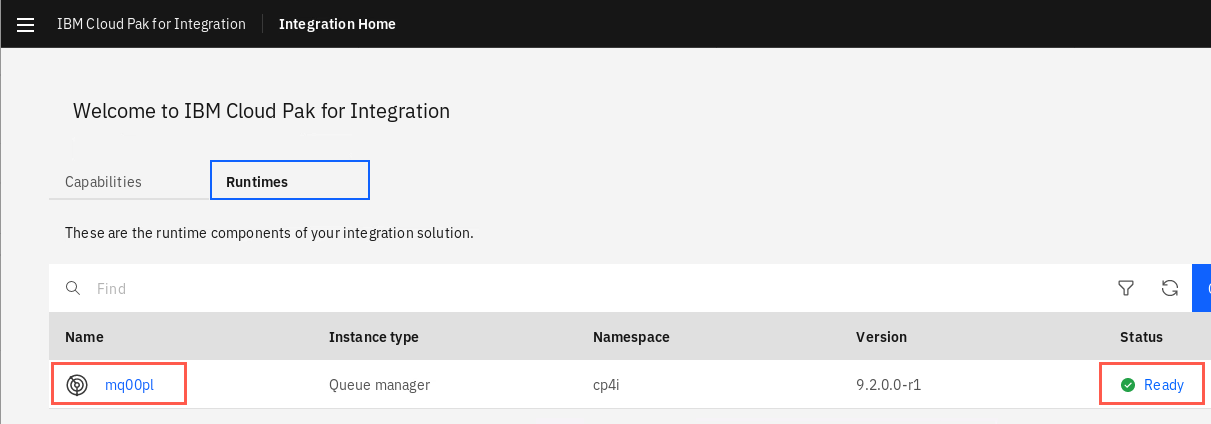 IBM Cloud Pak for Integration Integration Home
Welcome to IBM Cloud Pak for Integration
Capabilities Runtimes
These are the runtime components of your integration solution.
Find
Name Instance type Namespace Version Status
mq00pl Queue manager cp4i 9.2.0.0-r1 Ready